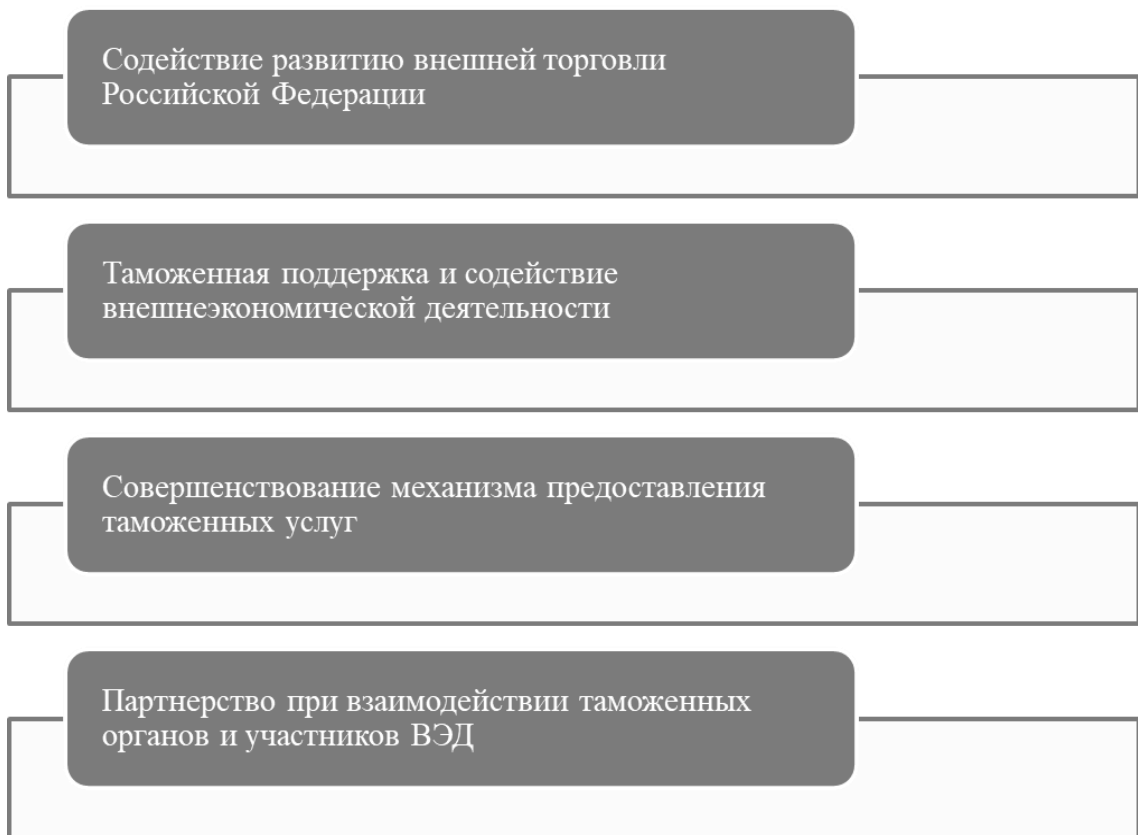 Содействие развитию внешней торговли
Российской Федерации
Таможенная поддержка и содействие
внешнеэкономической деятельности
Совершенствование механизма предоставления
таможенных услуг
Партнерство при взаимодействии таможенных
органов и участников ВЭД